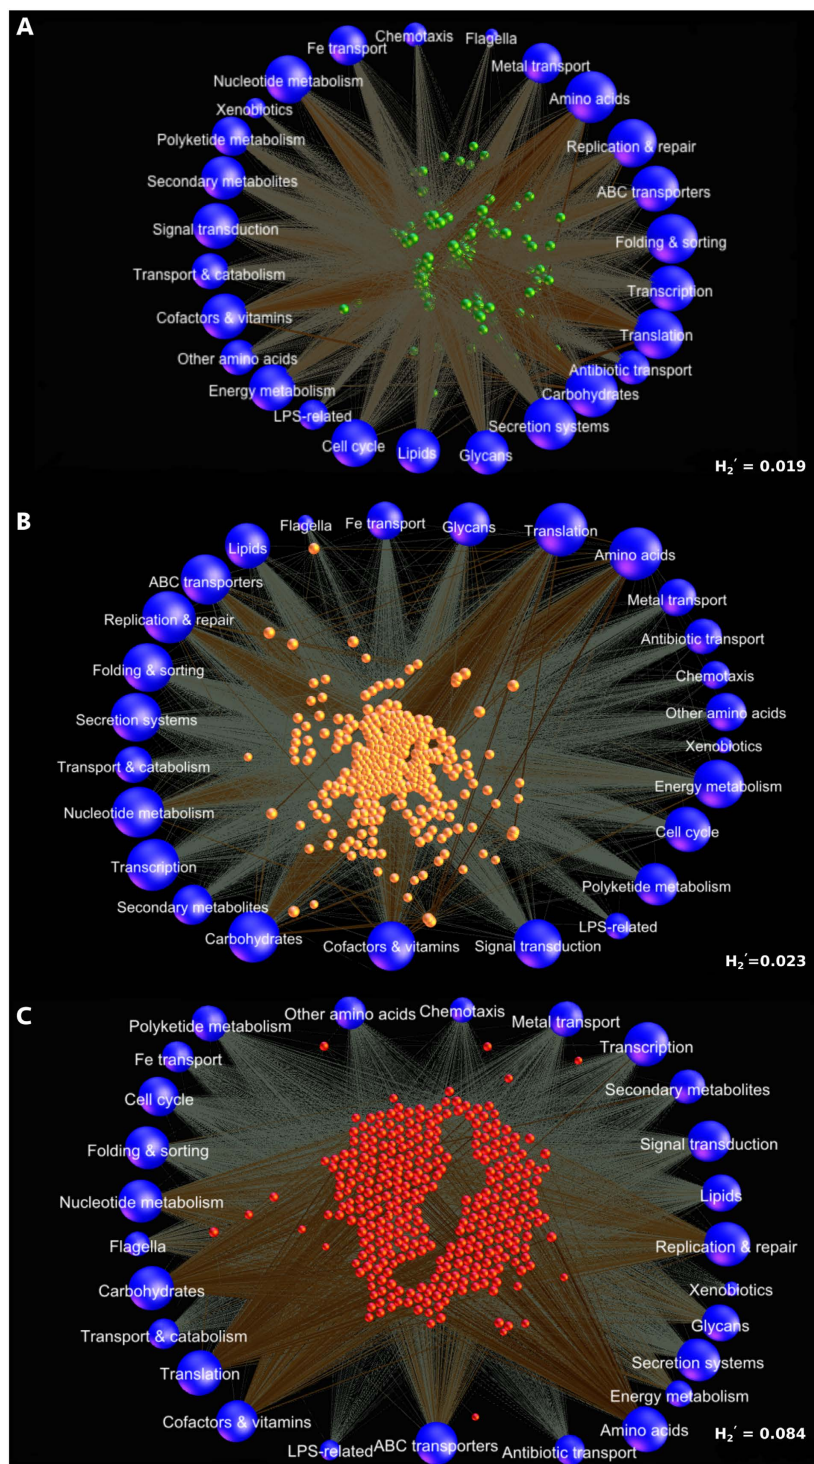 A
Chemotaxis
Flagella
Fe transport
Metal transport
Nucleotide metabolism
Amino acids
Xenobiotics
Polyketide metabolism
Replication & repair
Secondary metabolites
ABC transporters
Signal transduction
Folding & sorting
Transport & catabolism
Transcription
Cofactors & vitamins
Translation
Other amino acids
Antibiotic transport
Energy metabolism
Carbohydrates
LPS-related
Secretion systems
Cell cycle
Lipids
Glycans
H₂′ = 0.019
B
Flagella
Fe transport
Glycans
Translation
Lipids
Amino acids
ABC transporters
Metal transport
Replication & repair
Antibiotic transport
Folding & sorting
Chemotaxis
Secretion systems
Other amino acids
Xenobiotics
Transport & catabolism
Energy metabolism
Nucleotide metabolism
Cell cycle
Transcription
Polyketide metabolism
Secondary metabolites
LPS-related
Carbohydrates
Cofactors & vitamins
Signal transduction
H₂′=0.023
C
Other amino acids
Chemotaxis
Polyketide metabolism
Metal transport
Transcription
Fe transport
Secondary metabolites
Cell cycle
Signal transduction
Folding & sorting
Lipids
Nucleotide metabolism
Flagella
Replication & repair
Carbohydrates
Xenobiotics
Glycans
Transport & catabolism
Secretion systems
Translation
Energy metabolism
Cofactors & vitamins
Amino acids
H₂′ = 0.084
LPS-related
ABC transporters
Antibiotic transport